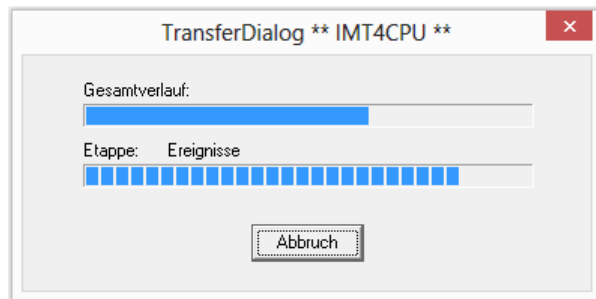 TransferDialog ** IMT4CPU **
Gesamtverlauf:
Etappe: Ereignisse
Abbruch